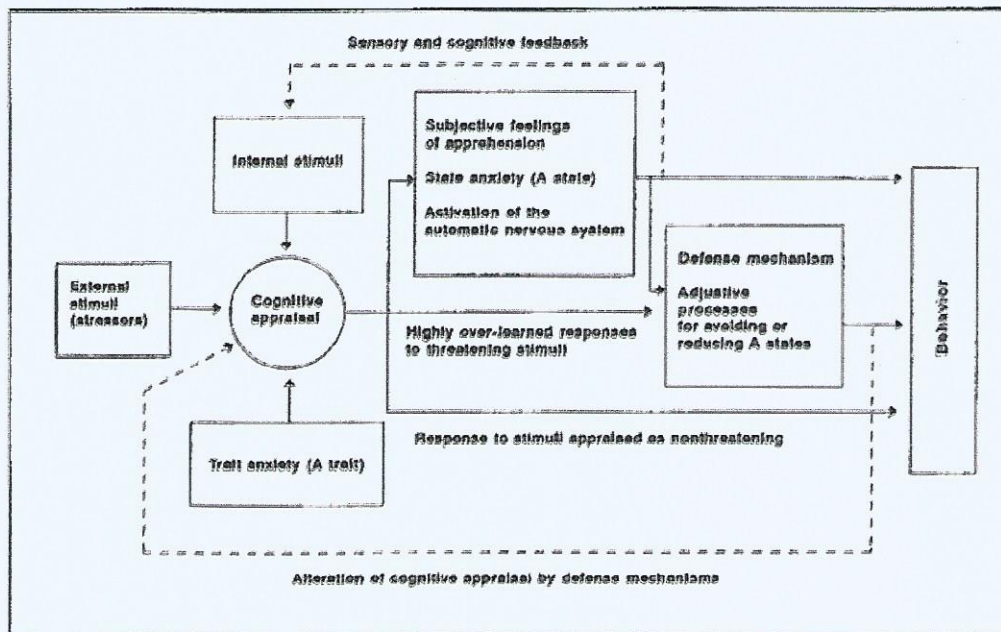 Sensory and cognitive feedback
Internal stimuli
Subjective feelings
of apprehension
State anxiety (A state)
Activation of the
automatic nervous system
External
stimuli
(stressors)
Cognitive
appraisal
Highly over-learned responses
to threatening stimuli
Defense mechanism
Adjustive
processes
for avoiding or
reducing A states
Behavior
Trait anxiety (A trait)
Response to stimuli appraised as nonthreatening
Alteration of cognitive appraisal by defense mechanisms